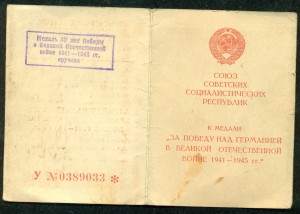 Медаль 30 лет Победы
в Великой Отечественной
войне 1941—1945 гг.
вручена
У №0389033 *
СОЮЗ
СОВЕТСКИХ
СОЦИАЛИСТИЧЕСКИХ
РЕСПУБЛИК
К МЕДАЛИ
"ЗА ПОБЕДУ НАД ГЕРМАНИЕЙ
В ВЕЛИКОЙ ОТЕЧЕСТВЕННОЙ
ВОЙНЕ 1941—1945 гг."